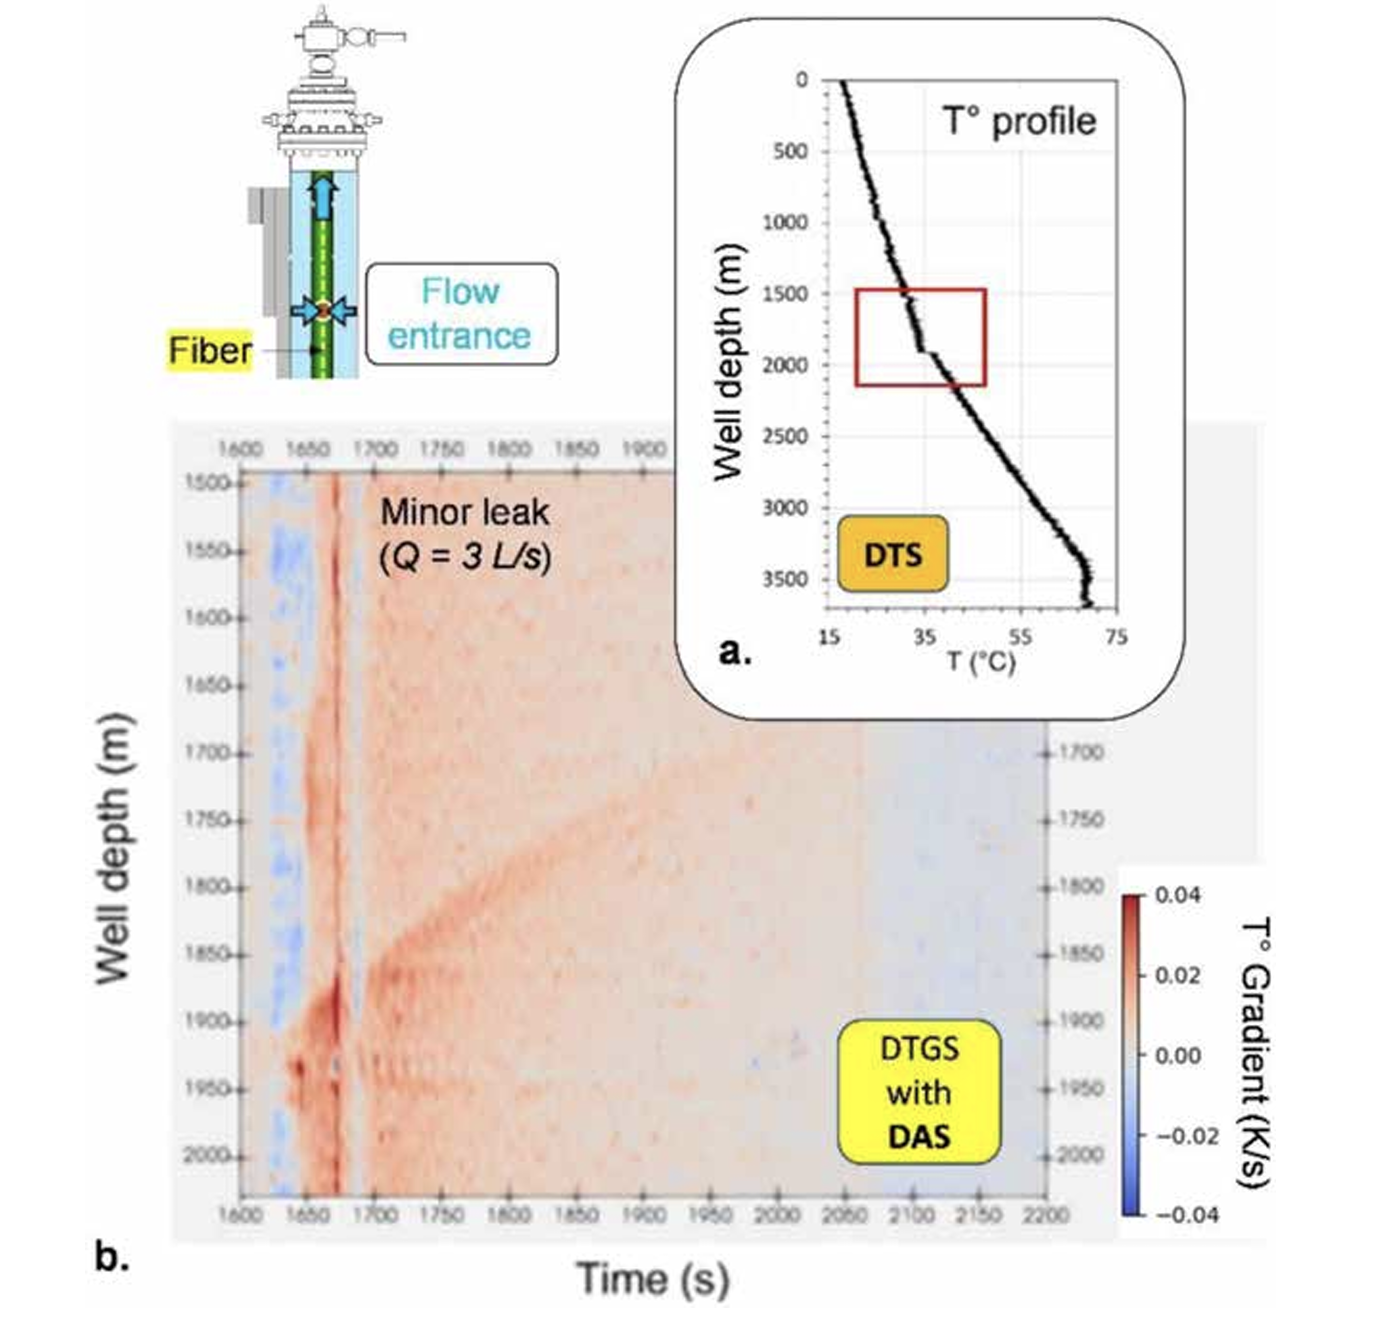 Flow
entrance
Fiber
T° profile
0
500
1000
1500
2000
2500
3000
3500
Well depth (m)
DTS
15 35 55 75
T (°C)
a.
1600 1650 1700 1750 1800 1850 1900
Minor leak
(Q = 3 L/s)
1500
1550
1600
1650
1700 1700
1750 1750
1800 1800
1850 1850
1900 1900
1950 1950
2000 2000
Well depth (m)
DTGS
with
DAS
0.04
0.02
0.00
−0.02
−0.04
T° Gradient (K/s)
1600 1650 1700 1750 1800 1850 1900 1950 2000 2050 2100 2150 2200
b.
Time (s)